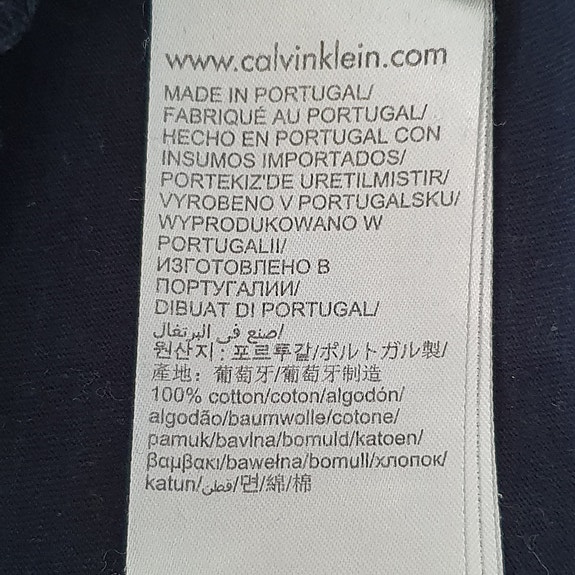 www.calvinklein.com
MADE IN PORTUGAL/
FABRIQUÉ AU PORTUGAL/
HECHO EN PORTUGAL CON
INSUMOS IMPORTADOS/
PORTEKIZ'DE URETILMISTIR/
VYROBENO V PORTUGALSKU/
WYPRODUKOWANO W
PORTUGALII/
ИЗГОТОВЛЕНО В
ПОРТУГАЛИИ/
DIBUAT DI PORTUGAL/
صنع في البرتغال/
원산지 : 포르투갈/ポルトガル製/
產地：葡萄牙/葡萄牙制造
100% cotton/coton/algodón/
algodão/baumwolle/cotone/
pamuk/bavlna/bomuld/katoen/
βαμβακι/bawełna/bomull/хлопок/
katun/قطن/면/綿/棉